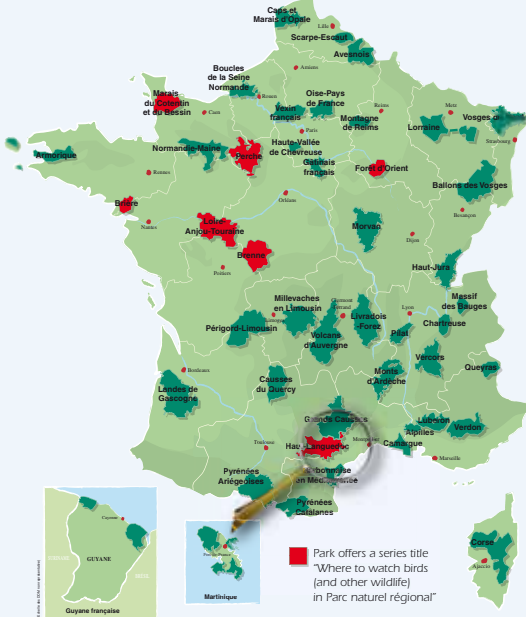 Caps et
Marais d'Opale
Lille
Scarpe-Escaut
Avesnois
Amiens
Boucles
de la Seine
Normande
Rouen
Oise-Pays
de France
Vexin
français
Marais
du Cotentin
et du Bessin
Caen
Reims
Montagne
de Reims
Metz
Lorraine
Vosges
Strasbourg
Paris
Haute-Vallée
de Chevreuse
Gâtinais
français
Normandie-Maine
Perche
Armorique
Rennes
Forêt d'Orient
Ballons des Vosges
Orléans
Brière
Nantes
Loire
Anjou-Touraine
Morvan
Besançon
Dijon
Brenne
Poitiers
Haut-Jura
Millevaches
en Limousin
Clermont
Ferrand
Limoges
Périgord-Limousin
Volcans
d'Auvergne
Livradois
-Forez
Lyon
Pilat
Massif
des Bauges
Chartreuse
Vercors
Queyras
Bordeaux
Landes de
Gascogne
Causses
du Quercy
Monts
d'Ardèche
Grands Causses
Toulouse
Haut-Languedoc
Montpellier
Luberon
Alpilles
Verdon
Camargue
Marseille
Pyrénées
Ariégeoises
Narbonnaise
en Méditerranée
Pyrénées
Catalanes
Cayenne
GUYANE
Guyane française
Fort de France
Martinique
Corse
Ajaccio
Park offers a series title
"Where to watch birds
(and other wildlife)
in Parc naturel régional"